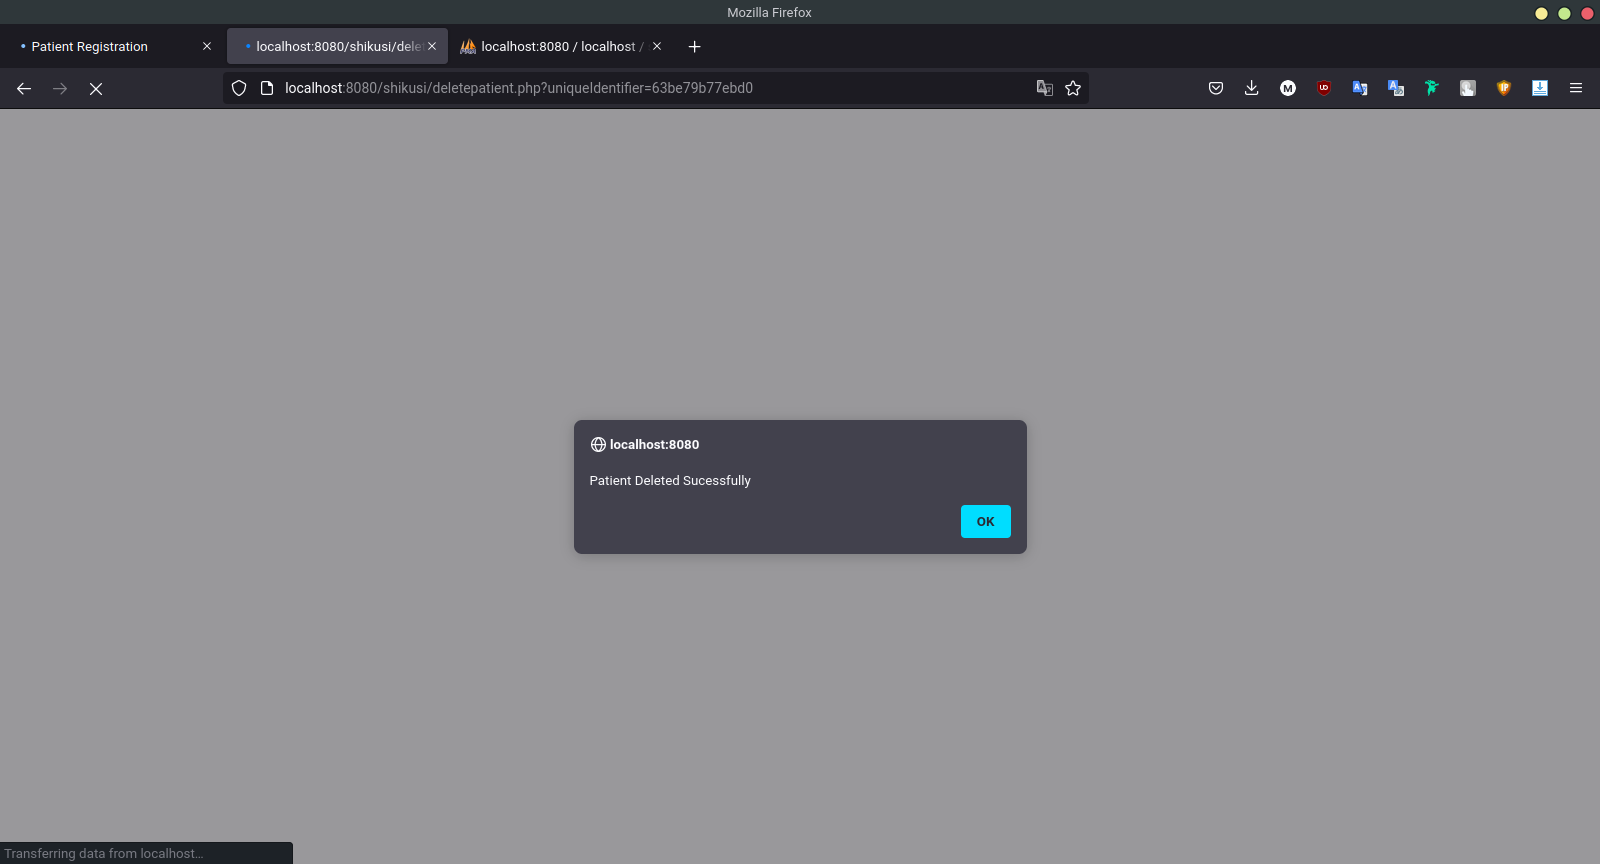 Mozilla Firefox
Patient Registration
localhost:8080/shikusi/dele
localhost:8080 / localhost /
localhost:8080/shikusi/deletepatient.php?uniqueIdentifier=63be79b77ebd0
localhost:8080
Patient Deleted Sucessfully
OK
Transferring data from localhost…